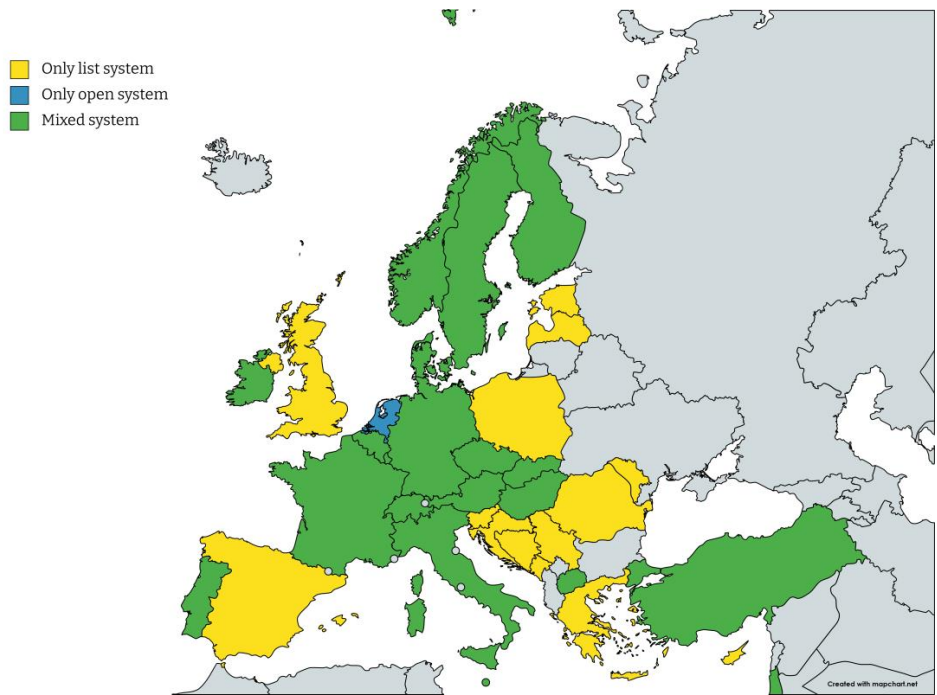 Only list system
Only open system
Mixed system
Created with mapchart.net